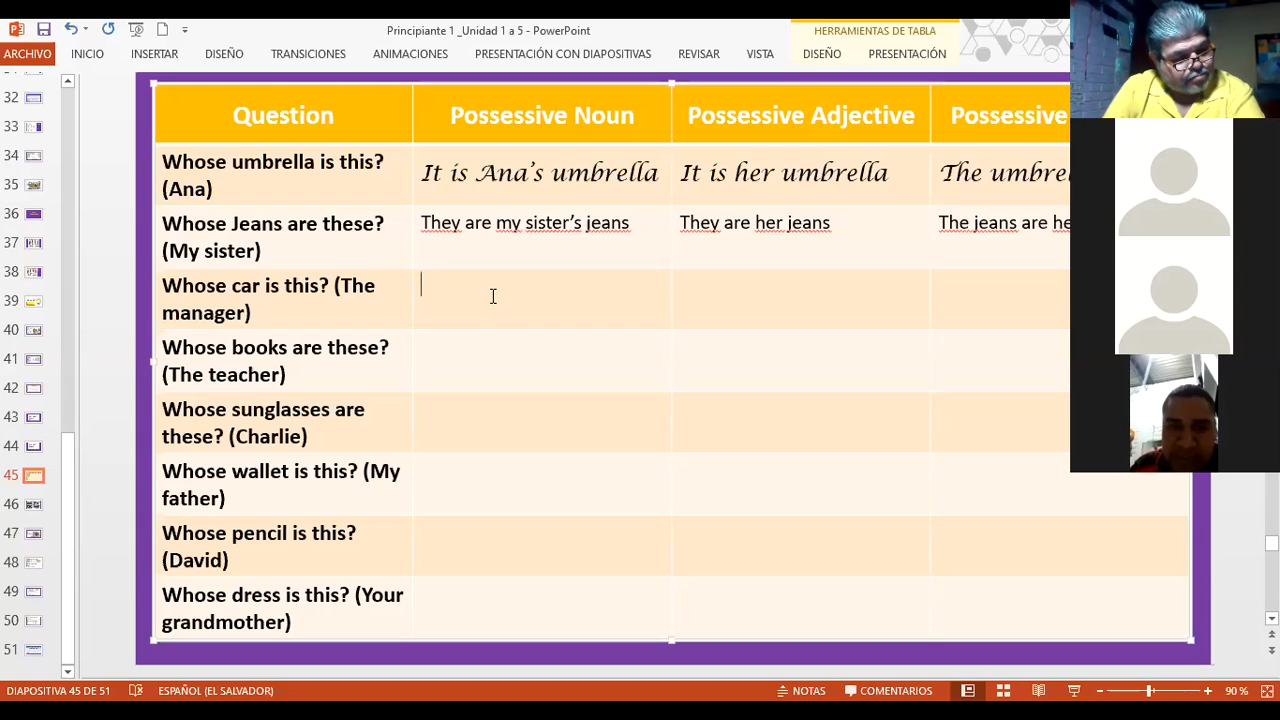 Principiante 1 _Unidad 1 a 5 - PowerPoint
HERRAMIENTAS DE TABLA
ARCHIVO INICIO INSERTAR DISEÑO TRANSICIONES ANIMACIONES PRESENTACIÓN CON DIAPOSITIVAS REVISAR VISTA DISEÑO PRESENTACIÓN
32
33
34
35
36
37
38
39
40
41
42
43
44
45
46
47
48
49
50
51
Question Possessive Noun Possessive Adjective Possessive
Whose umbrella is this? (Ana) It is Ana's umbrella It is her umbrella The
Whose Jeans are these? (My sister) They are my sister's jeans They are her jeans The jeans are
Whose car is this? (The
manager)
Whose books are these?
(The teacher)
Whose sunglasses are
these? (Charlie)
Whose wallet is this? (My
father)
Whose pencil is this?
(David)
Whose dress is this? (Your
grandmother)
DIAPOSITIVA 45 DE 51 ESPAÑOL (EL SALVADOR) NOTAS COMENTARIOS 90 %